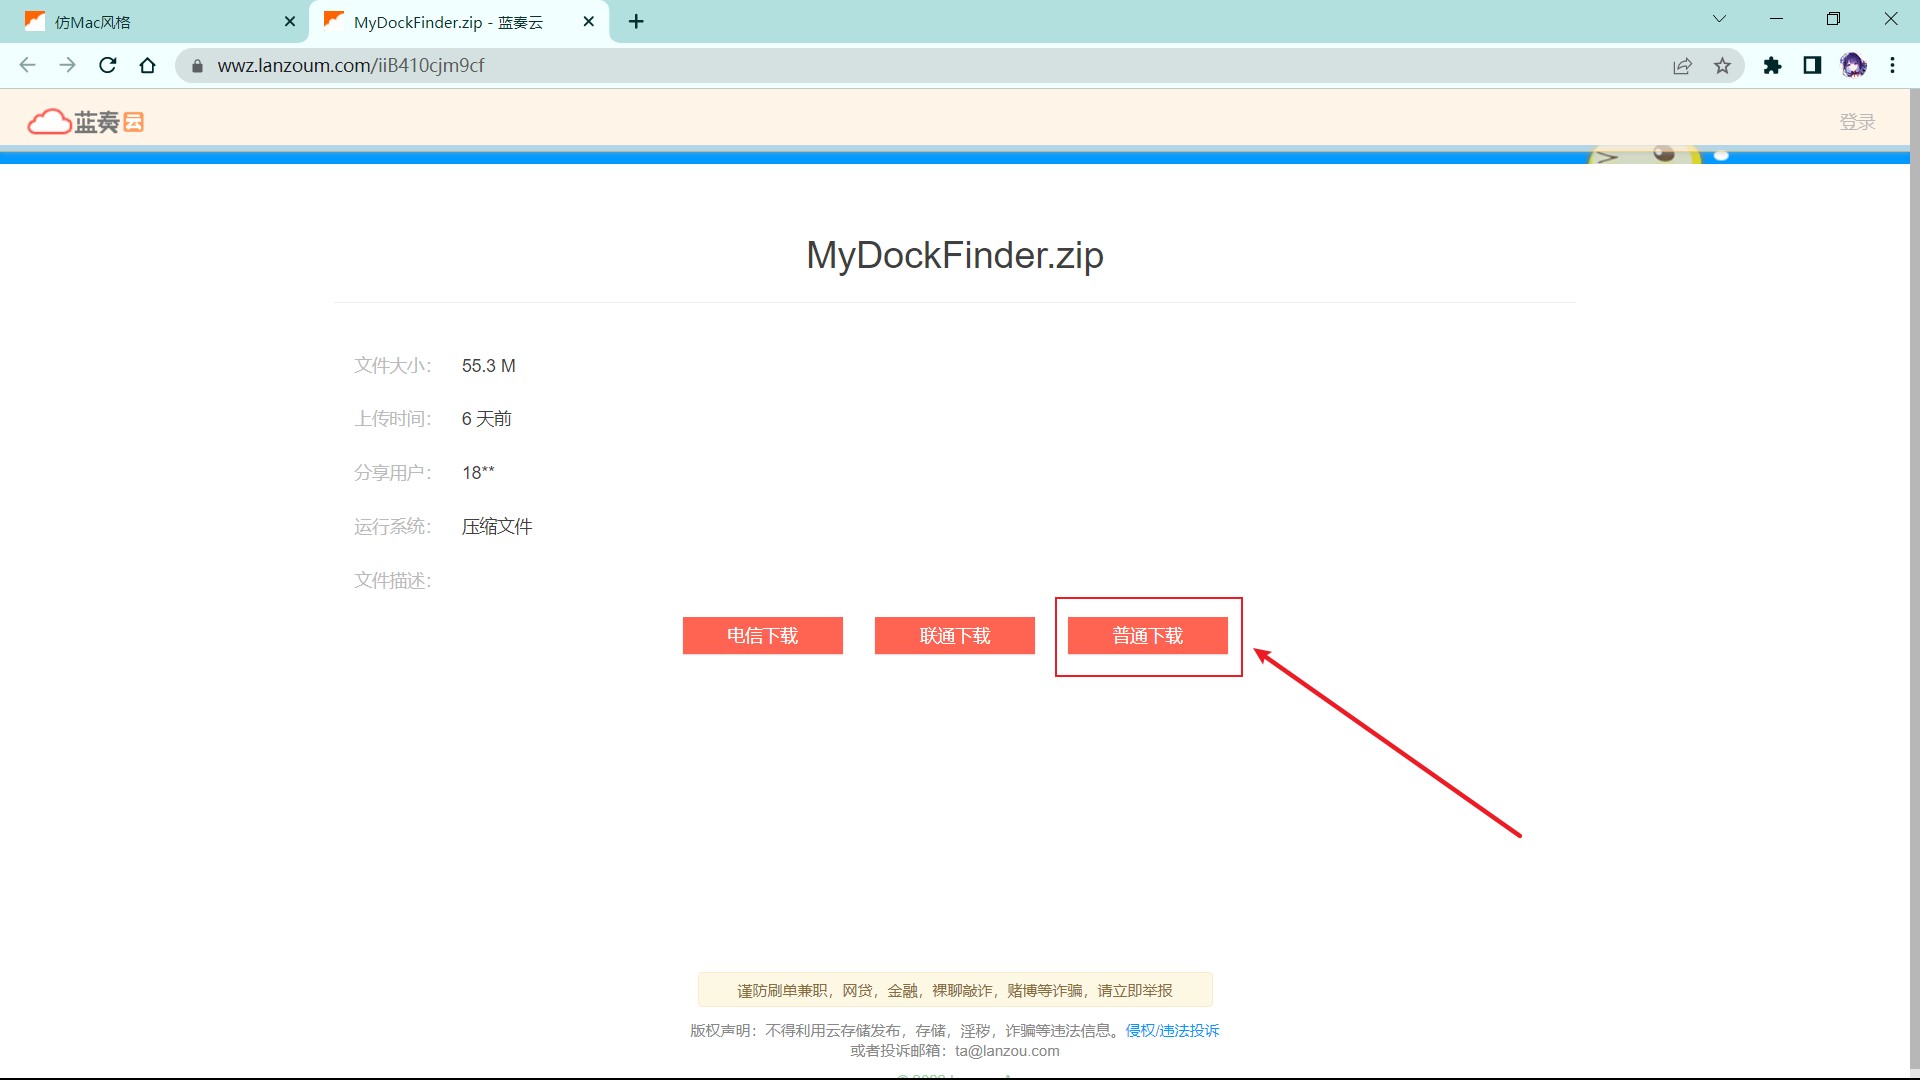 仿Mac风格
MyDockFinder.zip - 蓝奏云
wwz.lanzoum.com/iiB410cjm9cf
蓝奏云
登录
MyDockFinder.zip
文件大小： 55.3 M
上传时间： 6 天前
分享用户： 18**
运行系统： 压缩文件
文件描述：
电信下载 联通下载 普通下载
谨防刷单兼职，网贷，金融，裸聊敲诈，赌博等诈骗，请立即举报
版权声明：不得利用云存储发布，存储，淫秽，诈骗等违法信息。侵权/违法投诉
或者投诉邮箱：ta@lanzou.com